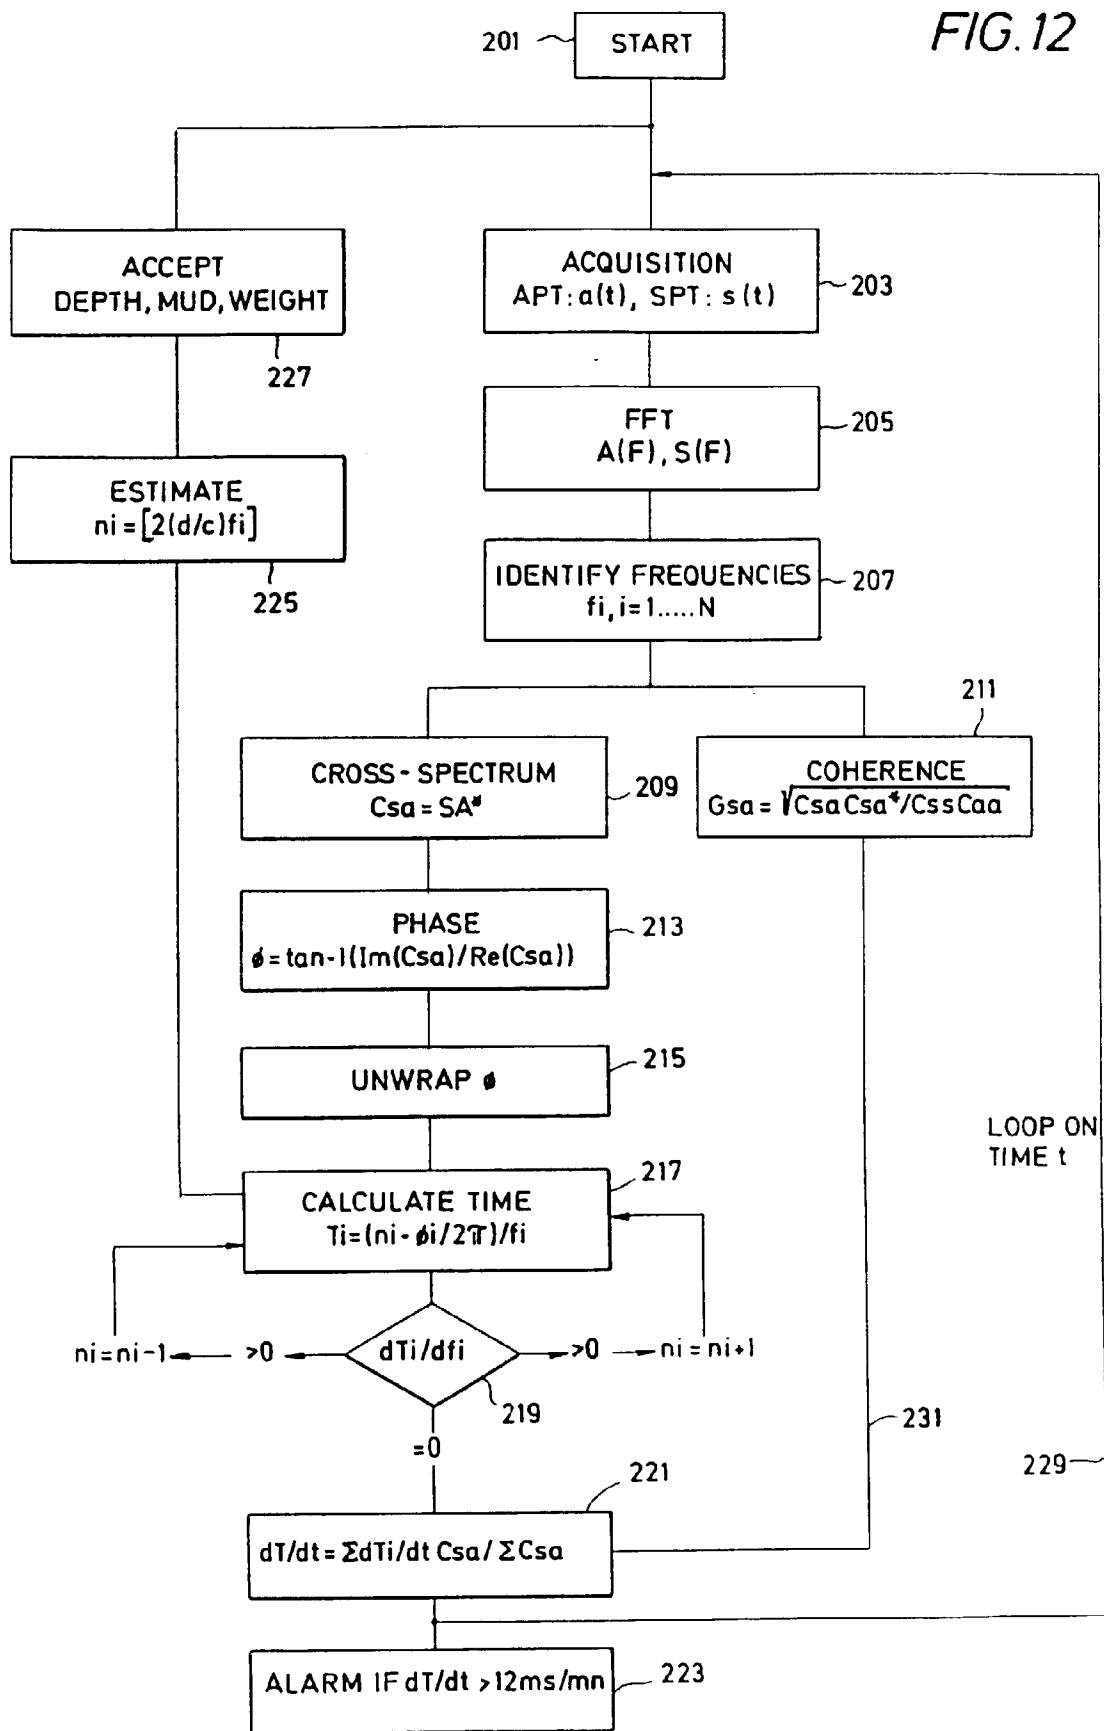 FIG.12
201
START
ACCEPT
DEPTH, MUD, WEIGHT
227
ACQUISITION
APT: a(t), SPT: s(t)
203
FFT
A(F), S(F)
205
ESTIMATE
ni=[2(d/c)fi]
225
IDENTIFY FREQUENCIES
fi, i=1.....N
207
211
CROSS-SPECTRUM
Csa=SA*
209
COHERENCE
Gsa=√CsaCsa*/CssCaa
PHASE
ϕ=tan-1(Im(Csa)/Re(Csa))
213
UNWRAP ϕ
215
LOOP ON
TIME t
217
CALCULATE TIME
Ti=(ni-ϕi/2π)/fi
ni=ni-1
>0
dTi/dfi
>0
ni=ni+1
219
=0
231
229
221
dT/dt=ΣdTi/dt Csa/ΣCsa
ALARM IF dT/dt >12ms/mn
223